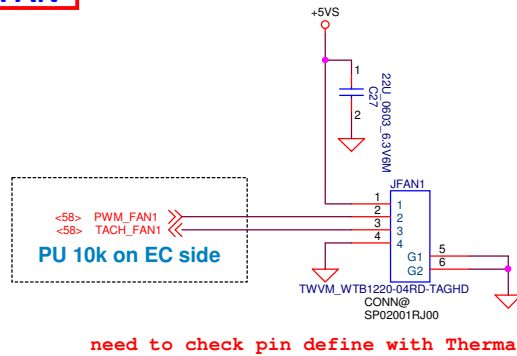 +5VS
1
22U_0603_6.3V6M
C27
2
JFAN1
1 1
<58> PWM_FAN1 2 2
<58> TACH_FAN1 3 3
4 4
PU 10k on EC side
G1 5
G2 6
TWVM_WTB1220-04RD-TAGHD
CONN@
SP02001RJ00
need to check pin define with Therma